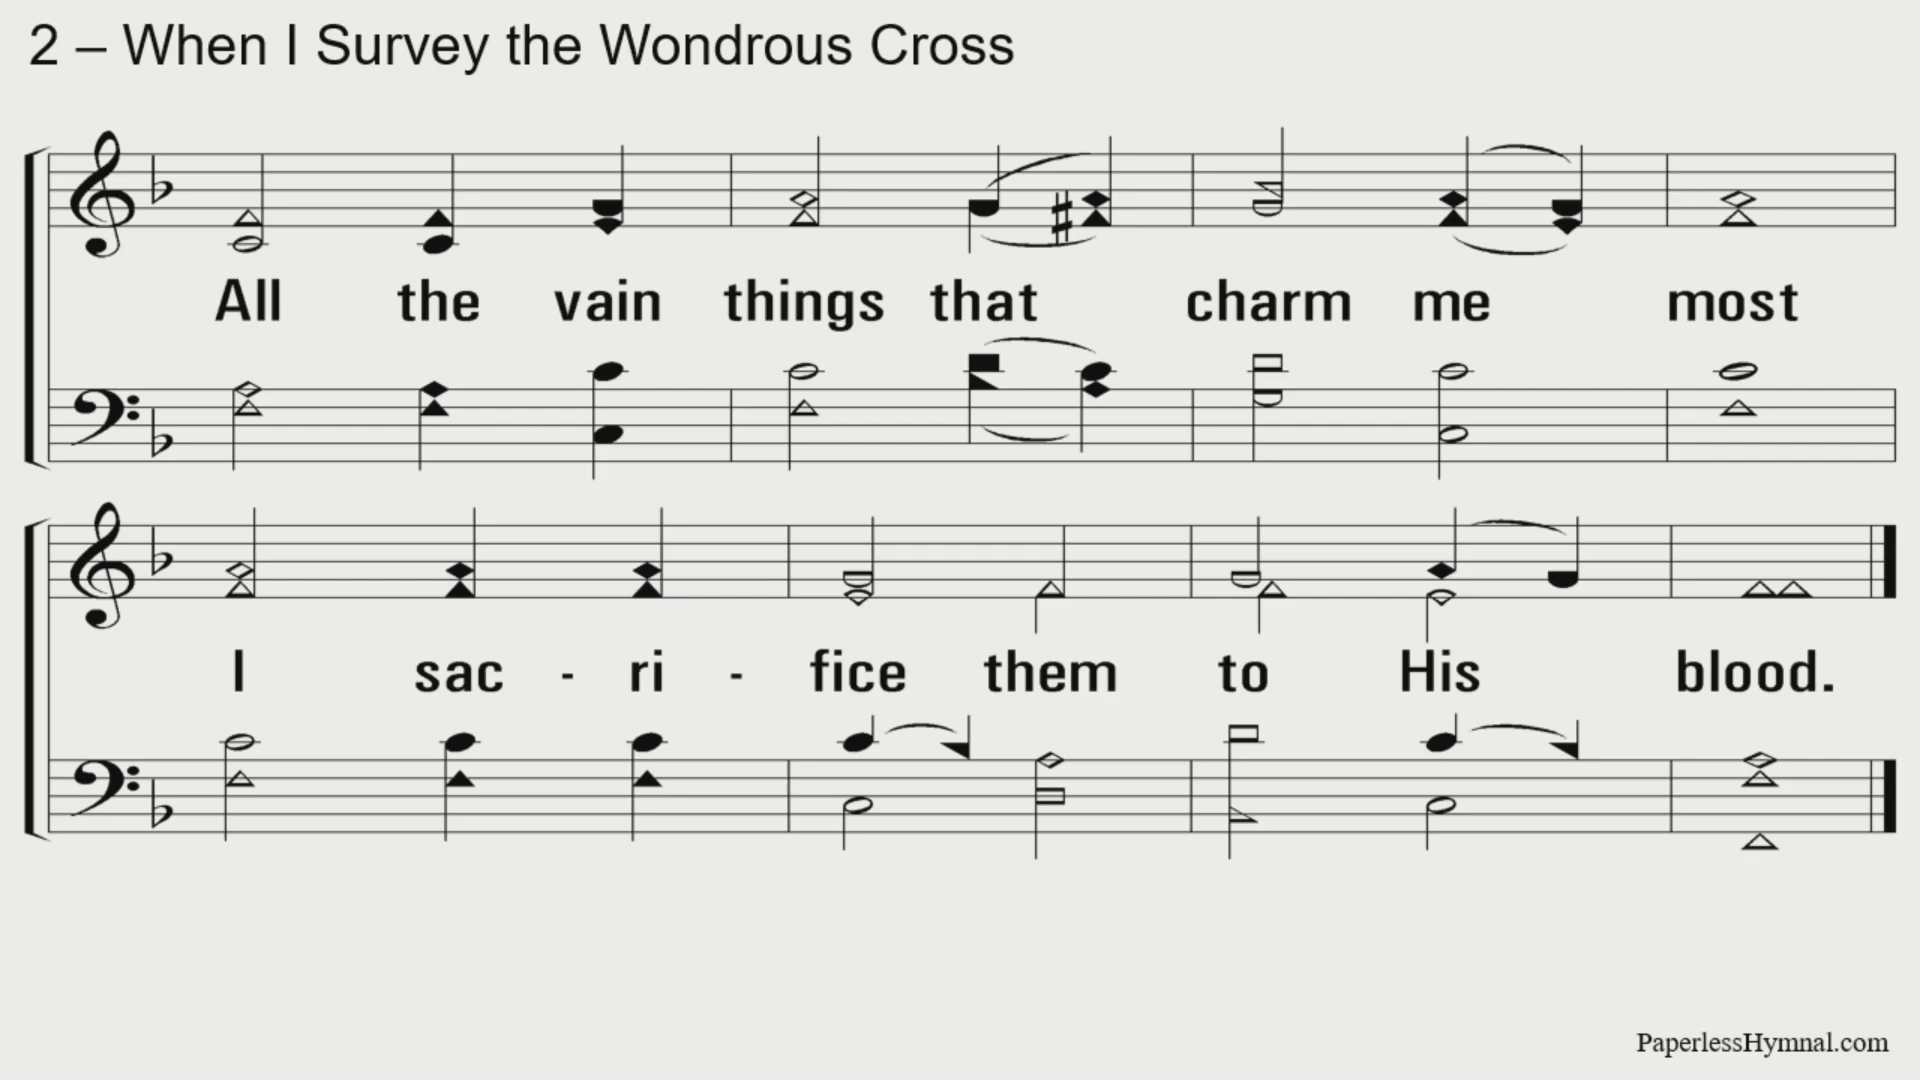 2 – When I Survey the Wondrous Cross
All the vain things that charm me most
I sac - ri - fice them to His blood.
PaperlessHymnal.com